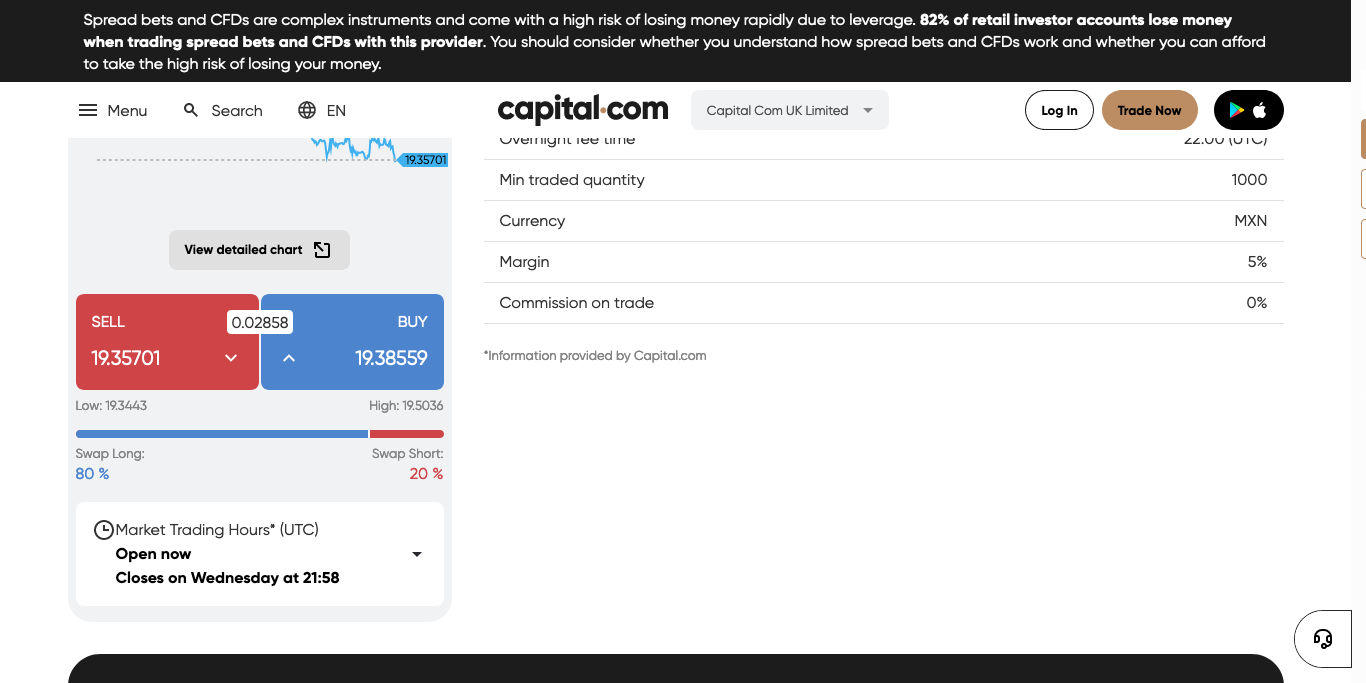 Spread bets and CFDs are complex instruments and come with a high risk of losing money rapidly due to leverage. 82% of retail investor accounts lose money
when trading spread bets and CFDs with this provider. You should consider whether you understand how spread bets and CFDs work and whether you can afford
to take the high risk of losing your money.
Menu
Search
EN
capital.com
Capital Com UK Limited
Log In
Trade Now
19.35701
View detailed chart
SELL
0.02858
BUY
19.35701
19.38559
Low: 19.3443
High: 19.5036
Swap Long:
Swap Short:
80 %
20 %
Market Trading Hours* (UTC)
Open now
Closes on Wednesday at 21:58
Overnight fee time
22:00 (UTC)
Min traded quantity
1000
Currency
MXN
Margin
5%
Commission on trade
0%
*Information provided by Capital.com